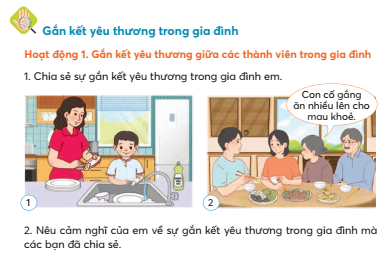 Gắn kết yêu thương trong gia đình
Hoạt động 1. Gắn kết yêu thương giữa các thành viên trong gia đình
1. Chia sẻ sự gắn kết yêu thương trong gia đình em.
Con cố gắng
ăn nhiều lên cho
mau khoẻ.
1
2
2. Nêu cảm nghĩ của em về sự gắn kết yêu thương trong gia đình mà
các bạn đã chia sẻ.